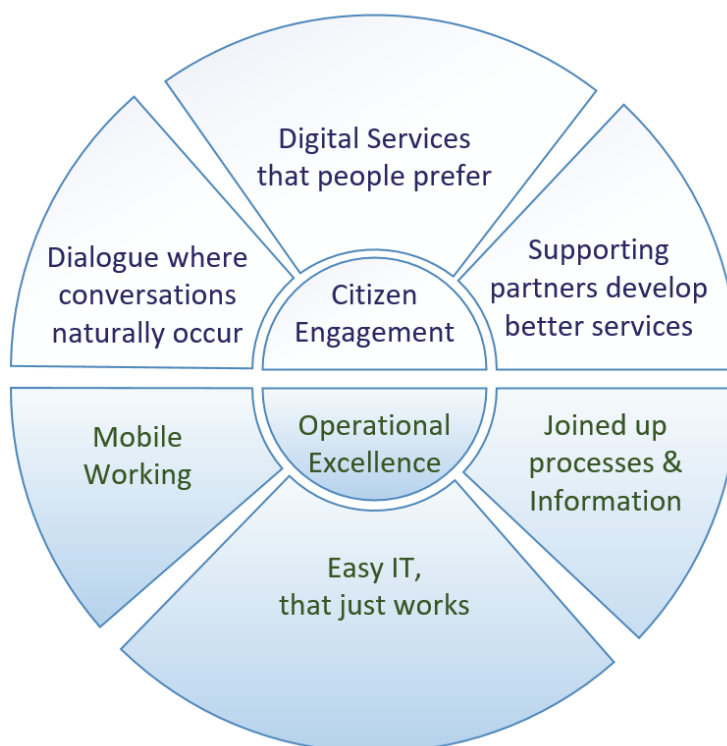 Digital Services
that people prefer
Dialogue where
conversations
naturally occur
Citizen
Engagement
Supporting
partners develop
better services
Mobile
Working
Operational
Excellence
Joined up
processes &
Information
Easy IT,
that just works